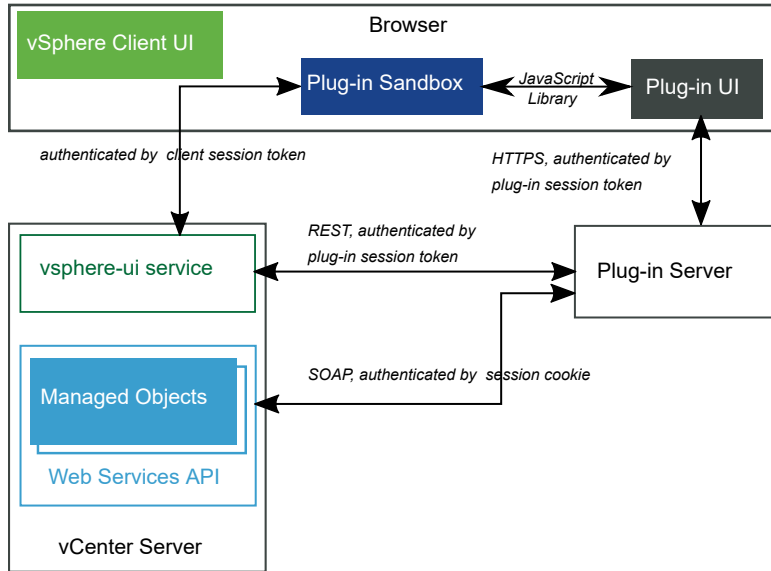 Browser
vSphere Client UI
Plug-in Sandbox
JavaScript
Library
Plug-in UI
authenticated by client session token
HTTPS, authenticated by
plug-in session token
vsphere-ui service
REST, authenticated by
plug-in session token
Plug-in Server
Managed Objects
SOAP, authenticated by session cookie
Web Services API
vCenter Server